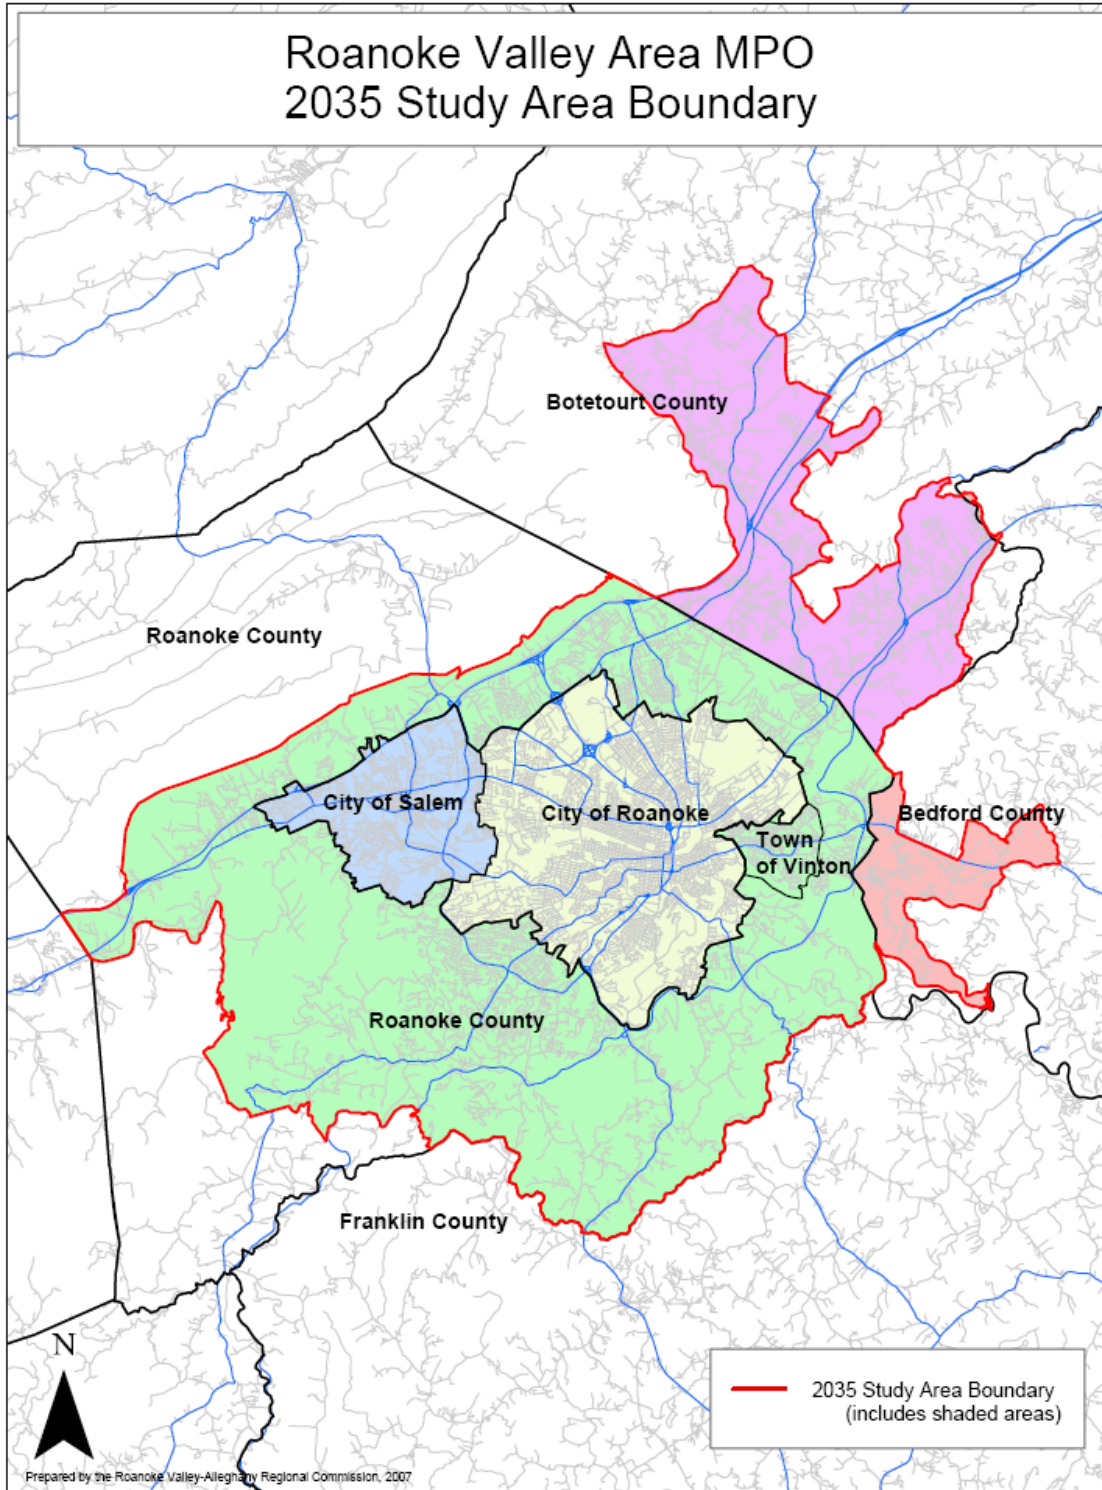 Roanoke Valley Area MPO
2035 Study Area Boundary
Botetourt County
Roanoke County
City of Salem
City of Roanoke
Bedford County
Town
of Vinton
Roanoke County
Franklin County
N
2035 Study Area Boundary
(includes shaded areas)
Prepared by the Roanoke Valley-Alleghany Regional Commission, 2007